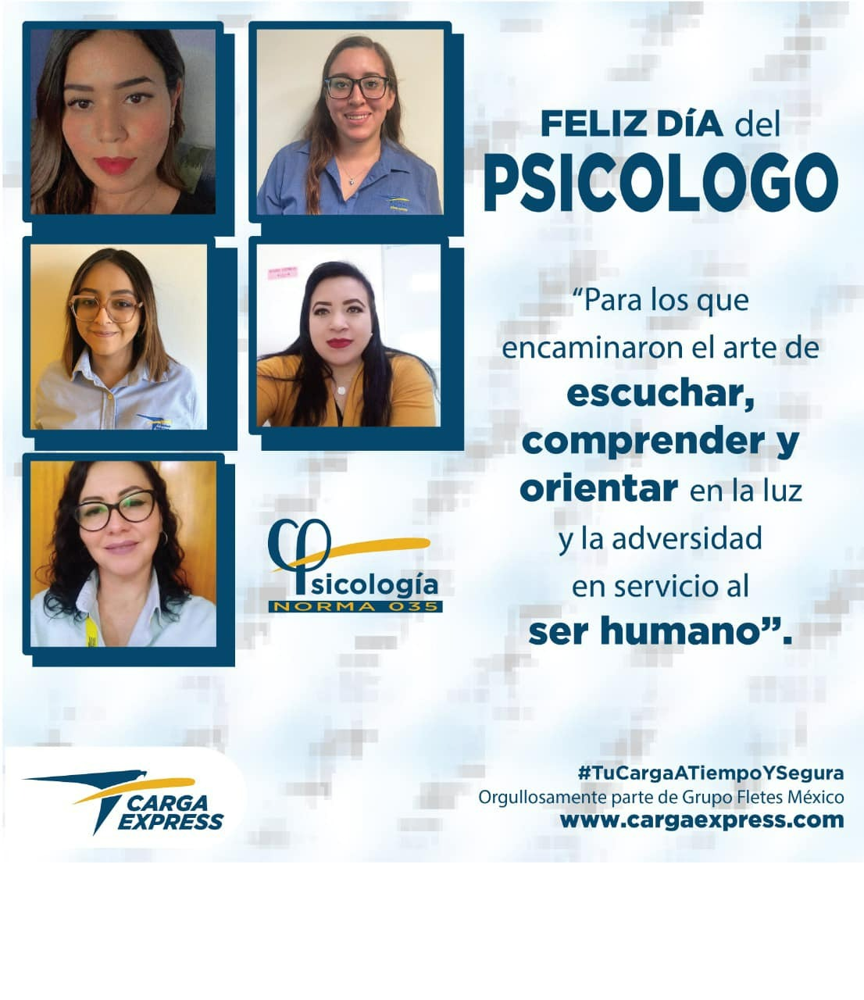 FELIZ DíA del
PSICOLOGO
“Para los que
encaminaron el arte de
escuchar,
comprender y
orientar en la luz
y la adversidad
en servicio al
ser humano”.
φsicología
NORMA 035
CARGA
EXPRESS
#TuCargaATiempoYSegura
Orgullosamente parte de Grupo Fletes México
www.cargaexpress.com